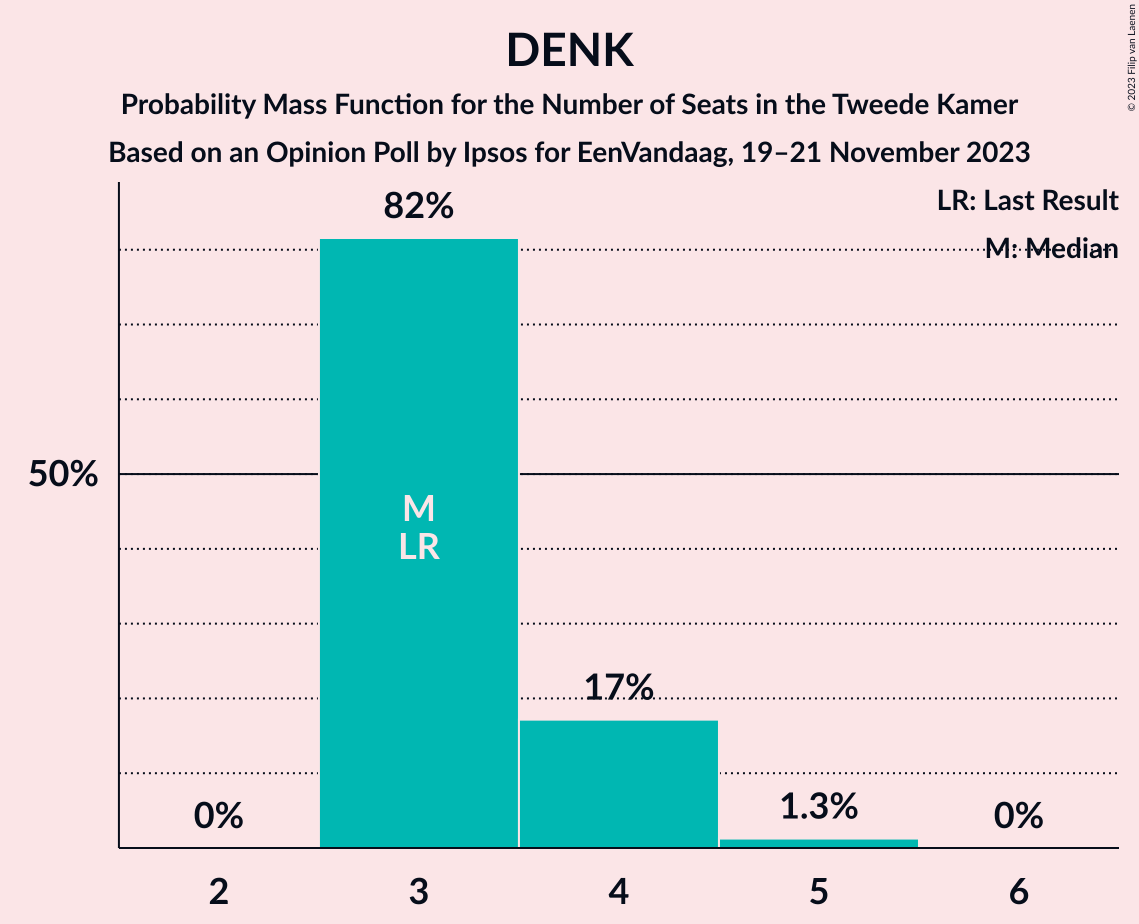 DENK
Probability Mass Function for the Number of Seats in the Tweede Kamer
Based on an Opinion Poll by Ipsos for EenVandaag, 19–21 November 2023
© 2023 Filip van Laenen
LR: Last Result
M: Median
82%
50%
M
LR
17%
0%
1.3%
0%
2 3 4 5 6